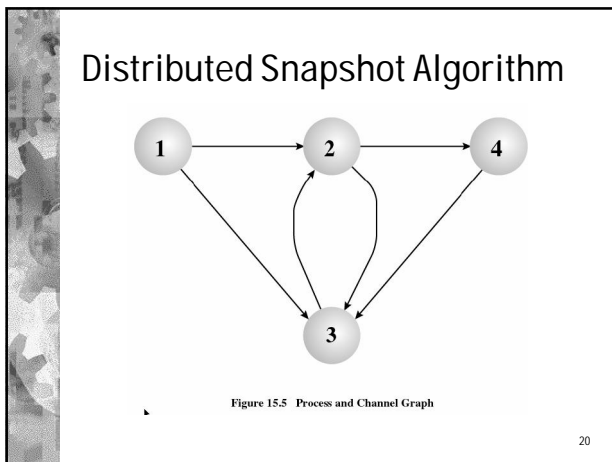 Distributed Snapshot Algorithm
1 2 4
3
Figure 15.5 Process and Channel Graph
20